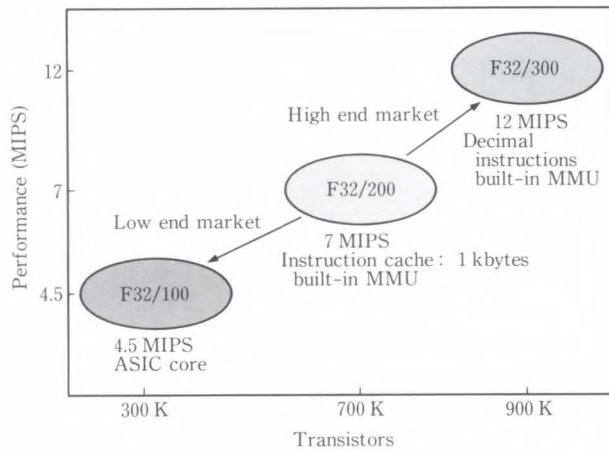 12
F32/300
High end market
12 MIPS
Decimal
instructions
built-in MMU
Performance (MIPS)
7
F32/200
Low end market
7 MIPS
Instruction cache: 1 kbytes
built-in MMU
4.5
F32/100
4.5 MIPS
ASIC core
300 K
700 K
900 K
Transistors